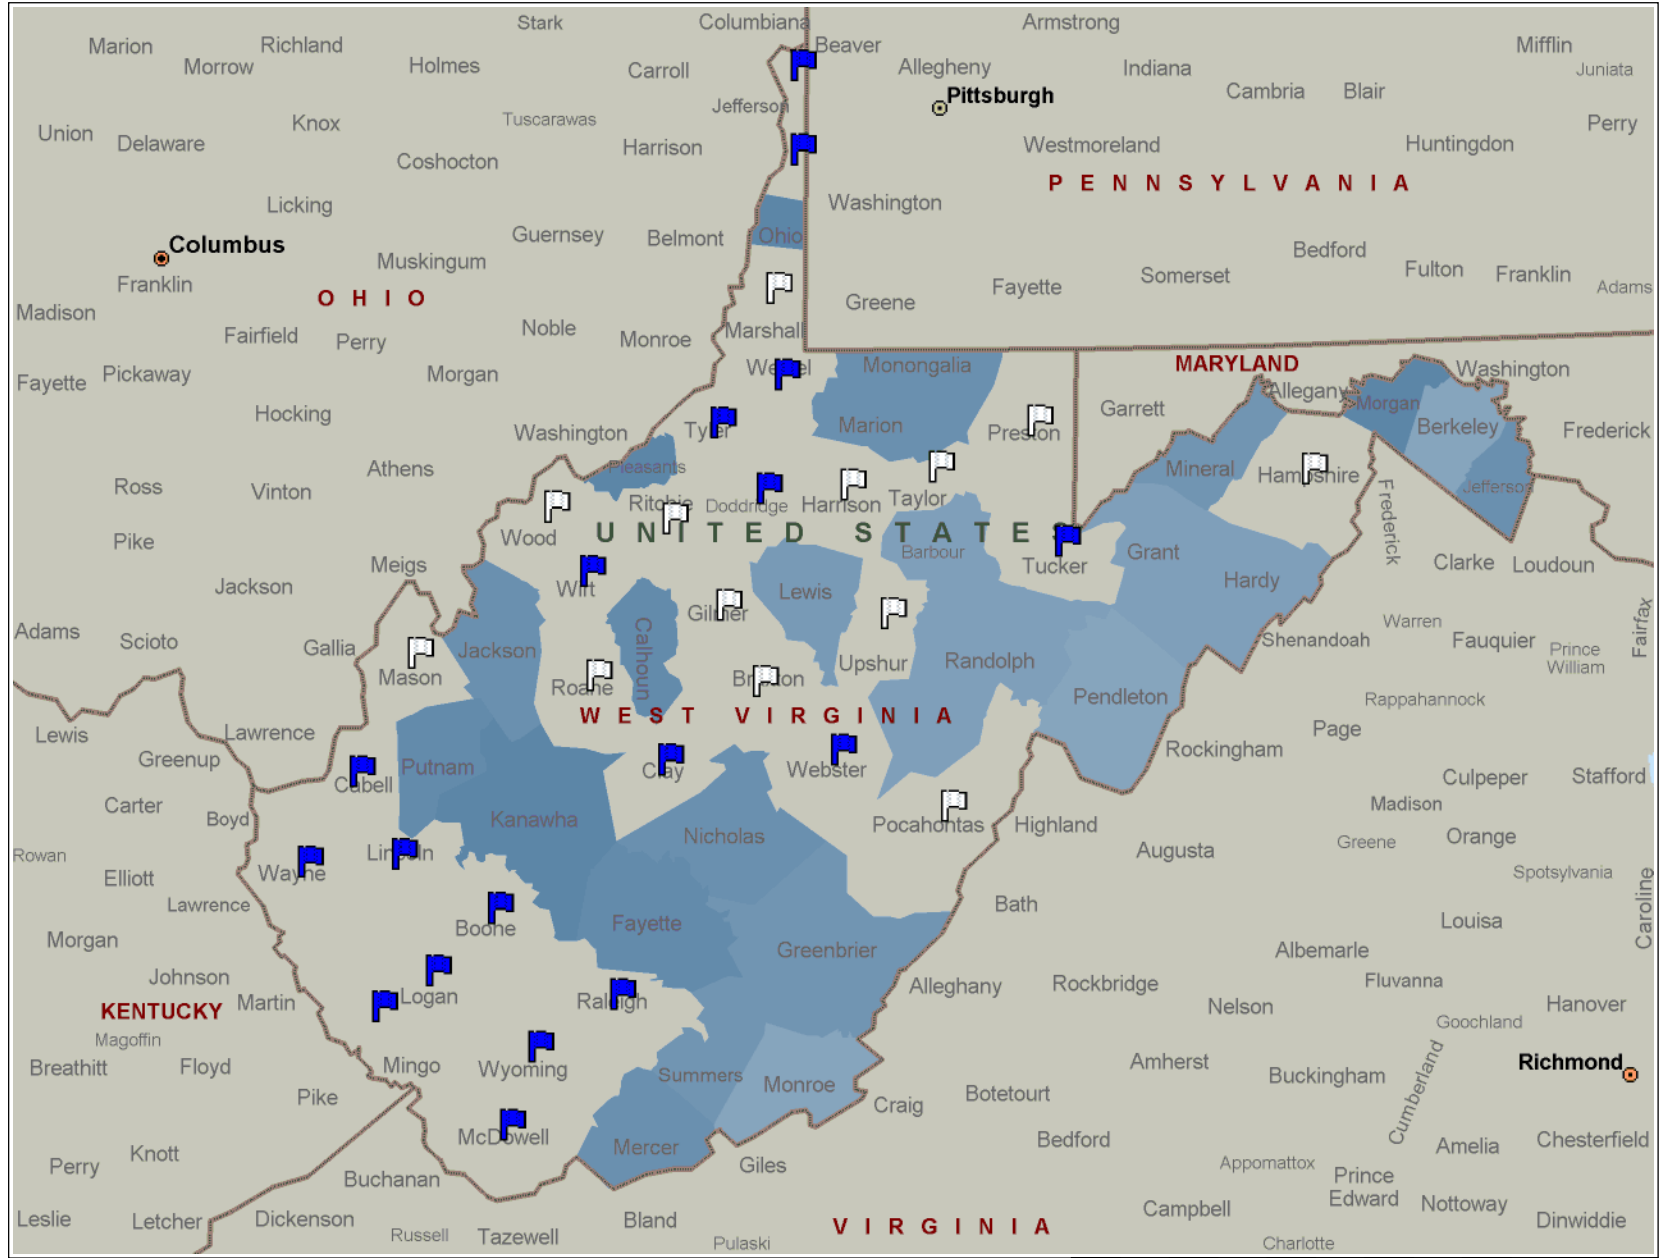 Stark
Columbiana
Armstrong
Marion
Richland
Beaver
Mifflin
Morrow
Holmes
Carroll
Allegheny
Indiana
Juniata
Pittsburgh
Cambria
Blair
Jefferson
Tuscarawas
Knox
Perry
Union
Delaware
Harrison
Westmoreland
Huntingdon
Coshocton
PENNSYLVANIA
Licking
Washington
Columbus
Guernsey
Belmont
Ohio
Bedford
Muskingum
Somerset
Fulton
Franklin
Franklin
Fayette
Adams
OHIO
Greene
Madison
Noble
Marshall
Fairfield
Perry
Monroe
MARYLAND
Wetzel
Monongalia
Washington
Fayette
Pickaway
Morgan
Allegany
Morgan
Garrett
Hocking
Marion
Berkeley
Washington
Tyler
Preston
Frederick
Athens
Pleasants
Mineral
Hampshire
Ross
Vinton
Jefferson
Ritchie
Doddridge
Harrison
Taylor
Frederick
Wood
UNITED STATES
Pike
Barbour
Grant
Meigs
Tucker
Clarke
Loudoun
Jackson
Wirt
Lewis
Hardy
Gilmer
Warren
Adams
Scioto
Gallia
Calhoun
Shenandoah
Fauquier
Fairfax
Jackson
Prince
William
Mason
Roane
Braxton
Upshur
Randolph
Pendleton
Rappahannock
WEST VIRGINIA
Lewis
Lawrence
Page
Greenup
Rockingham
Putnam
Clay
Webster
Culpeper
Stafford
Cabell
Carter
Madison
Boyd
Kanawha
Pocahontas
Highland
Nicholas
Greene
Orange
Rowan
Lincoln
Augusta
Wayne
Elliott
Spotsylvania
Lawrence
Bath
Caroline
Boone
Fayette
Louisa
Morgan
Greenbrier
Albemarle
Johnson
Alleghany
Rockbridge
Fluvanna
Martin
Logan
Raleigh
Nelson
Hanover
KENTUCKY
Goochland
Magoffin
Breathitt
Floyd
Mingo
Wyoming
Summers
Monroe
Amherst
Buckingham
Cumberland
Richmond
Pike
Botetourt
Craig
McDowell
Mercer
Bedford
Amelia
Chesterfield
Knott
Perry
Giles
Appomattox
Buchanan
Prince
Edward
Nottoway
Leslie
Letcher
Dickenson
Bland
Campbell
Dinwiddie
VIRGINIA
Russell
Tazewell
Pulaski
Charlotte